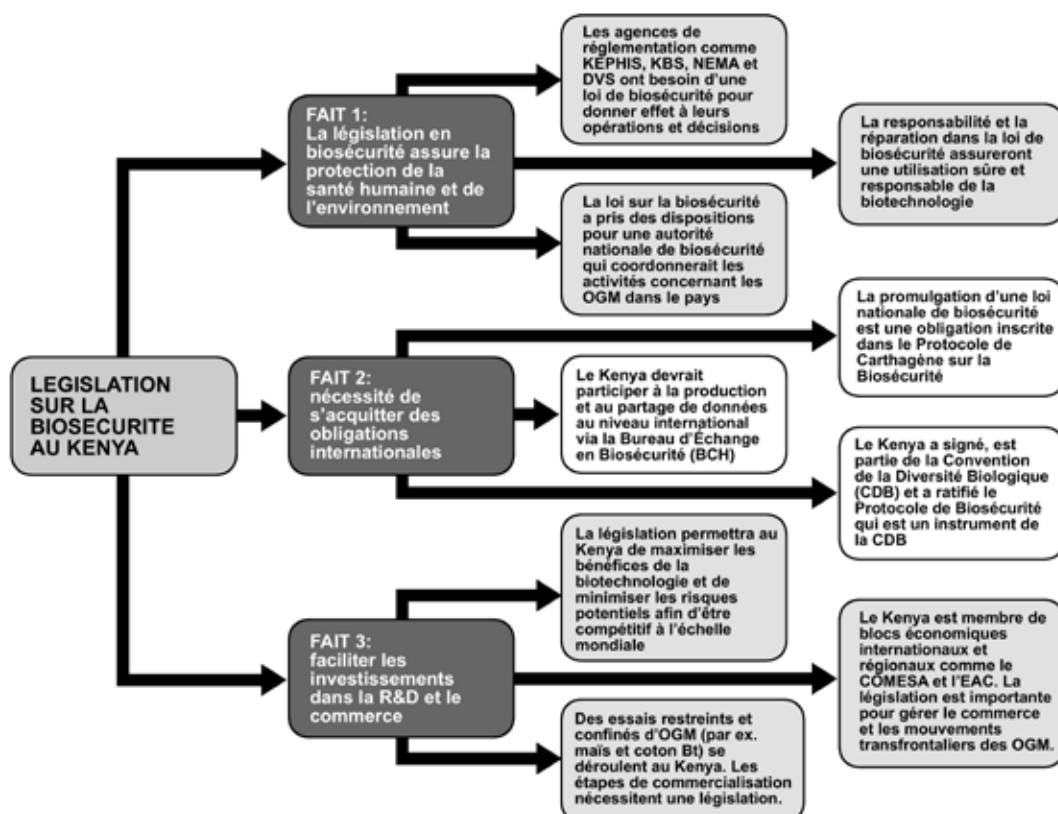 LEGISLATION
SUR LA
BIOSECURITE
AU KENYA
FAIT 1:
La législation en
biosécurité assure la
protection de la
santé humaine et de
l'environnement
Les agences de
réglementation comme
KEPHIS, KBS, NEMA et
DVS ont besoin d'une
loi de biosécurité pour
donner effet à leurs
opérations et décisions
La responsabilité et la
réparation dans la loi de
biosécurité assureront
une utilisation sûre et
responsable de la
biotechnologie
La loi sur la biosécurité
a pris des dispositions
pour une autorité
nationale de biosécurité
qui coordonnerait les
activités concernant les
OGM dans le pays
FAIT 2:
nécessité de
s'acquitter des
obligations
internationales
La promulgation d'une loi
nationale de biosécurité
est une obligation inscrite
dans le Protocole de
Carthagène sur la
Biosécurité
Le Kenya devrait
participer à la production
et au partage de données
au niveau international
via la Bureau d'Échange
en Biosécurité (BCH)
Le Kenya a signé, est
partie de la Convention
de la Diversité Biologique
(CDB) et a ratifié le
Protocole de Biosécurité
qui est un instrument de
la CDB
FAIT 3:
faciliter les
investissements
dans la R&D et le
commerce
La législation permettra au
Kenya de maximiser les
bénéfices de la
biotechnologie et de
minimiser les risques
potentiels afin d'être
compétitif à l'échelle
mondiale
Le Kenya est membre de
blocs économiques
internationaux et
régionaux comme le
COMESA et l'EAC. La
législation est importante
pour gérer le commerce
et les mouvements
transfrontaliers des OGM.
Des essais restreints et
confinés d'OGM (par ex.
maïs et coton Bt) se
déroulent au Kenya. Les
étapes de commercialisation
nécessitent une législation.